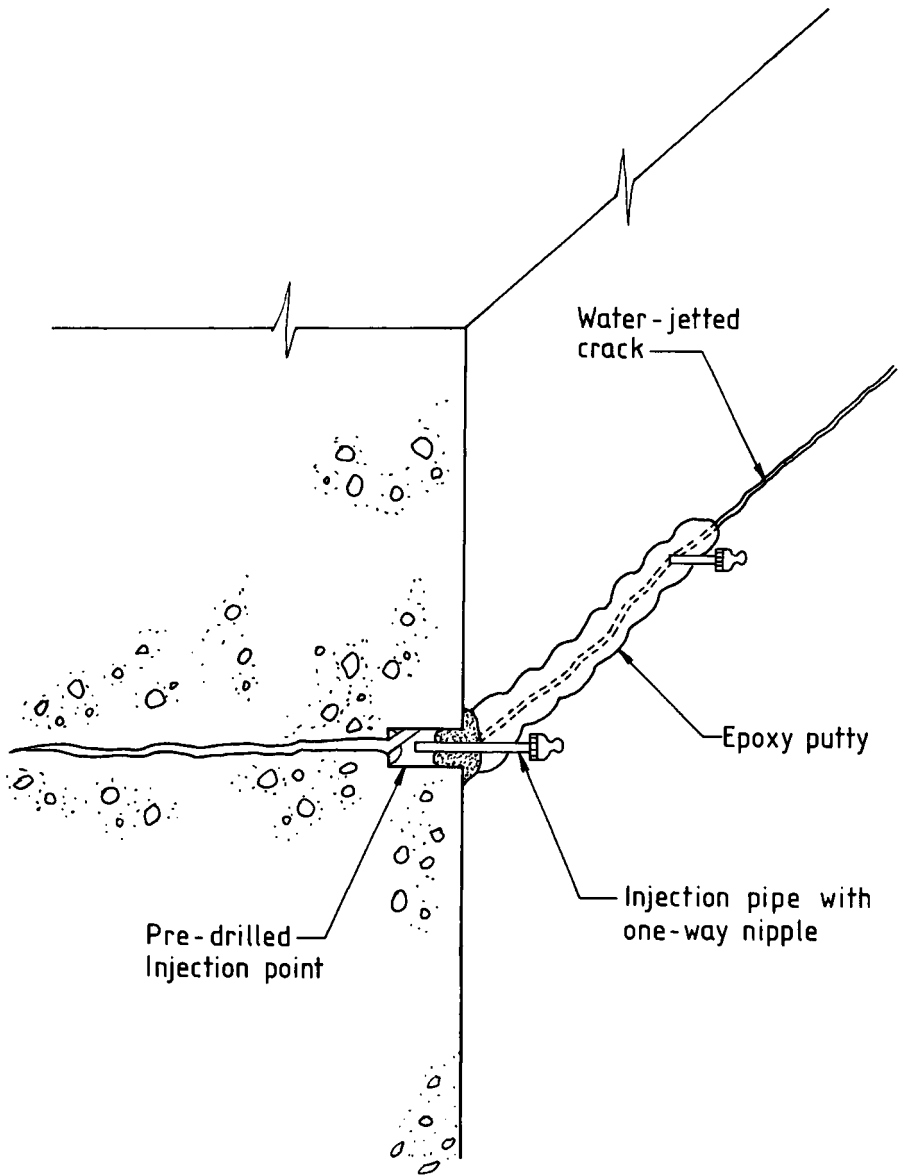 Water-jetted
crack
Epoxy putty
Injection pipe with
one-way nipple
Pre-drilled
Injection point